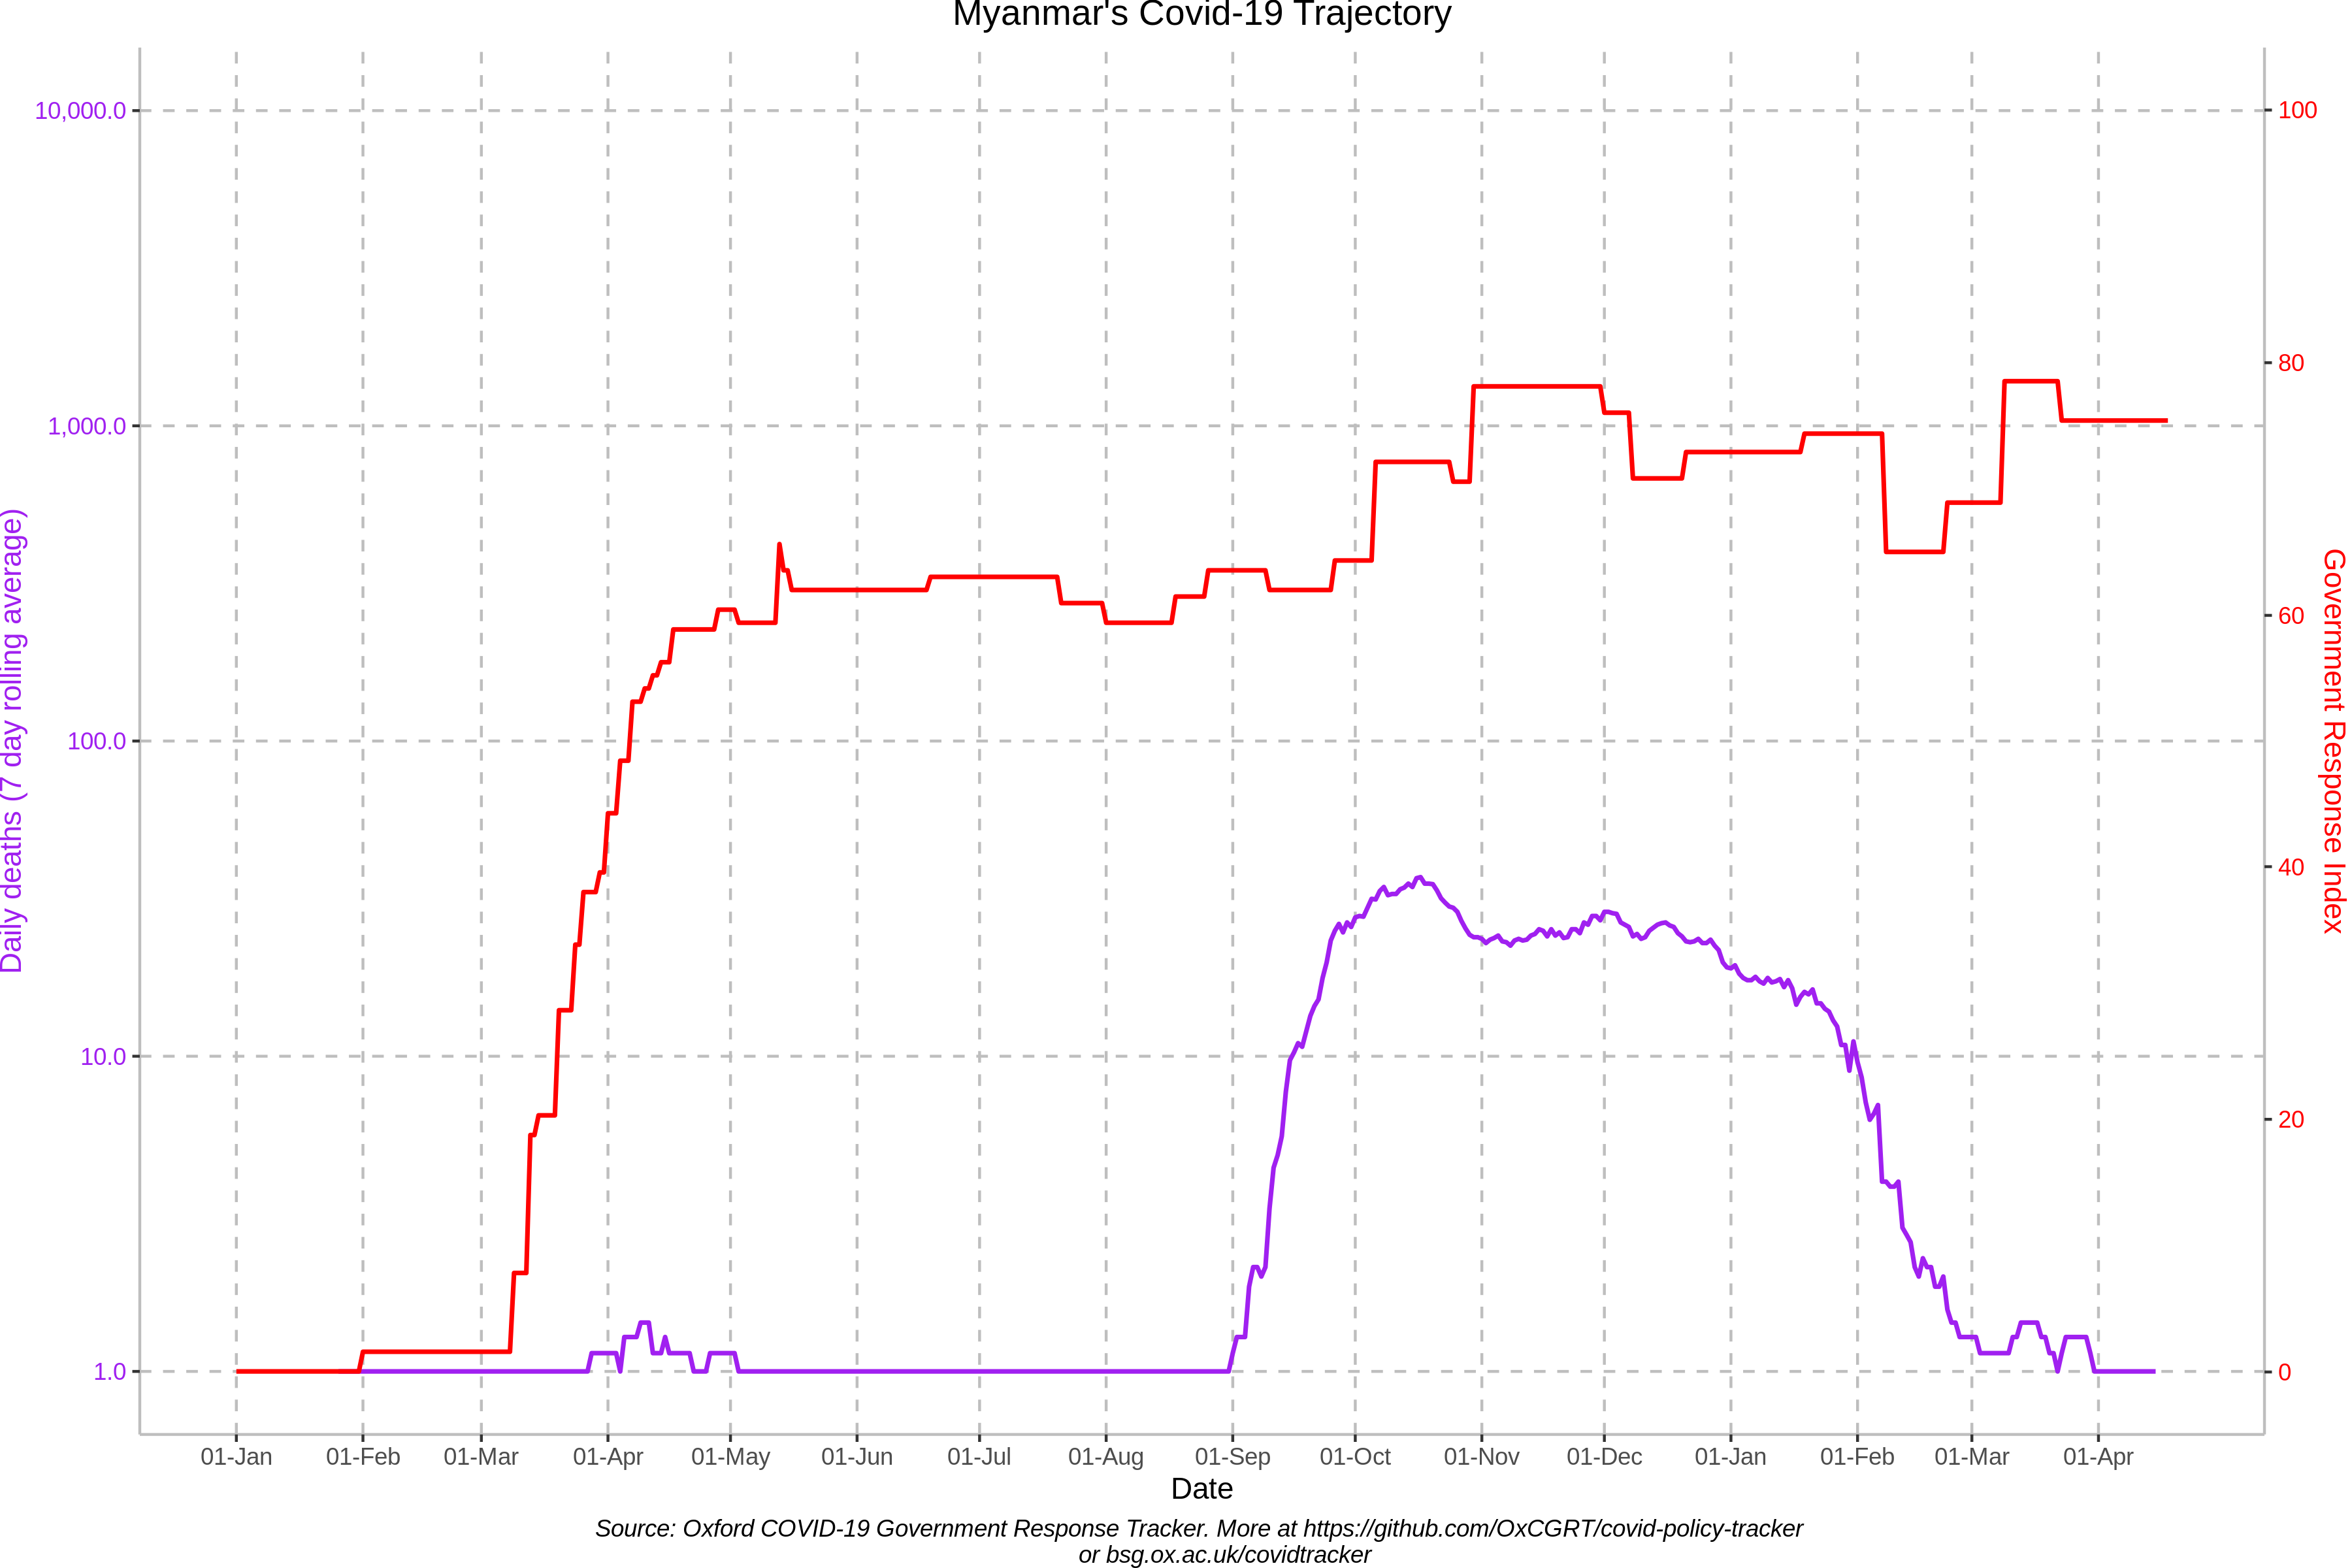 Myanmar's Covid-19 Trajectory
10,000.0
1,000.0
100.0
10.0
1.0
Daily deaths (7 day rolling average)
100
80
60
40
20
0
Government Response Index
01-Jan 01-Feb 01-Mar 01-Apr 01-May 01-Jun 01-Jul 01-Aug 01-Sep 01-Oct 01-Nov 01-Dec 01-Jan 01-Feb 01-Mar 01-Apr
Date
Source: Oxford COVID-19 Government Response Tracker. More at https://github.com/OxCGRT/covid-policy-tracker
or bsg.ox.ac.uk/covidtracker